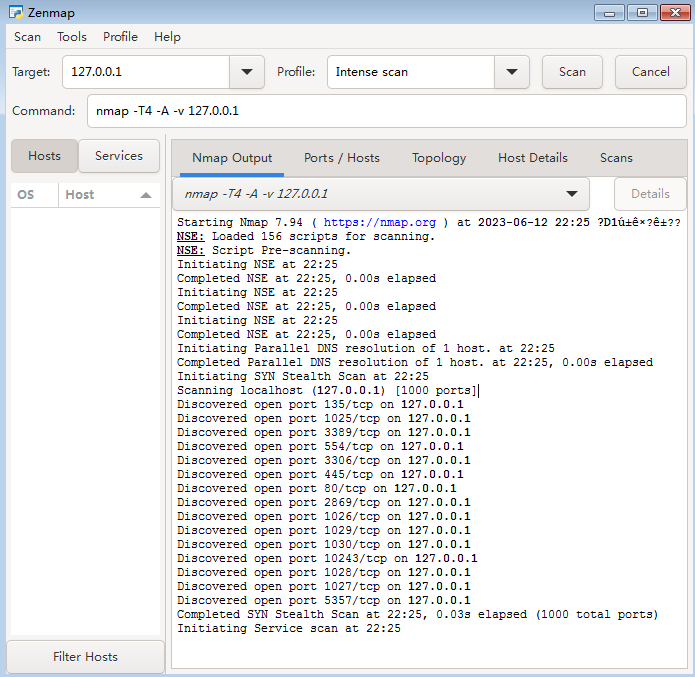 Zenmap
Scan Tools Profile Help
Target: 127.0.0.1 Profile: Intense scan Scan Cancel
Command: nmap -T4 -A -v 127.0.0.1
Hosts Services
Nmap Output Ports / Hosts Topology Host Details Scans
OS Host
nmap -T4 -A -v 127.0.0.1 Details
Starting Nmap 7.94 ( https://nmap.org ) at 2023-06-12 22:25 ?D1ú±ê×?ê±??
NSE: Loaded 156 scripts for scanning.
NSE: Script Pre-scanning.
Initiating NSE at 22:25
Completed NSE at 22:25, 0.00s elapsed
Initiating NSE at 22:25
Completed NSE at 22:25, 0.00s elapsed
Initiating NSE at 22:25
Completed NSE at 22:25, 0.00s elapsed
Initiating Parallel DNS resolution of 1 host. at 22:25
Completed Parallel DNS resolution of 1 host. at 22:25, 0.00s elapsed
Initiating SYN Stealth Scan at 22:25
Scanning localhost (127.0.0.1) [1000 ports]
Discovered open port 135/tcp on 127.0.0.1
Discovered open port 1025/tcp on 127.0.0.1
Discovered open port 3389/tcp on 127.0.0.1
Discovered open port 554/tcp on 127.0.0.1
Discovered open port 3306/tcp on 127.0.0.1
Discovered open port 445/tcp on 127.0.0.1
Discovered open port 80/tcp on 127.0.0.1
Discovered open port 2869/tcp on 127.0.0.1
Discovered open port 1026/tcp on 127.0.0.1
Discovered open port 1029/tcp on 127.0.0.1
Discovered open port 1030/tcp on 127.0.0.1
Discovered open port 10243/tcp on 127.0.0.1
Discovered open port 1028/tcp on 127.0.0.1
Discovered open port 1027/tcp on 127.0.0.1
Discovered open port 5357/tcp on 127.0.0.1
Completed SYN Stealth Scan at 22:25, 0.03s elapsed (1000 total ports)
Initiating Service scan at 22:25
Filter Hosts